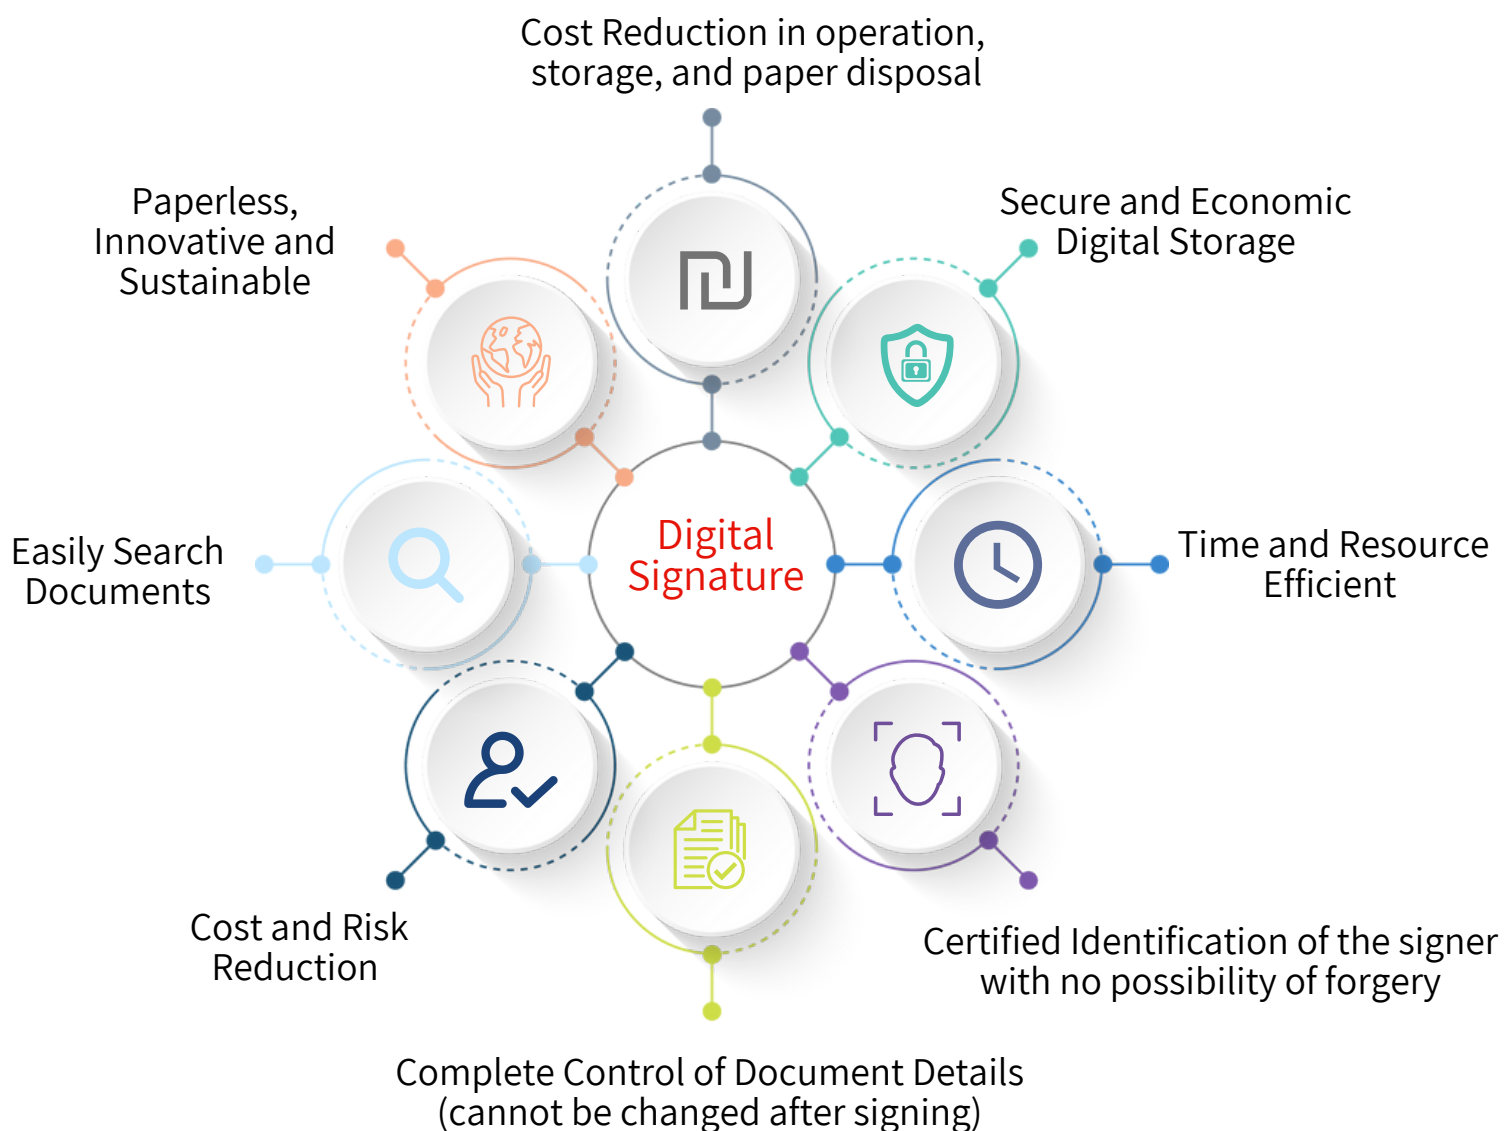 Cost Reduction in operation,
storage, and paper disposal
Paperless,
Innovative and
Sustainable
Secure and Economic
Digital Storage
₪
Digital
Signature
Easily Search
Documents
Time and Resource
Efficient
Cost and Risk
Reduction
Certified Identification of the signer
with no possibility of forgery
Complete Control of Document Details
(cannot be changed after signing)